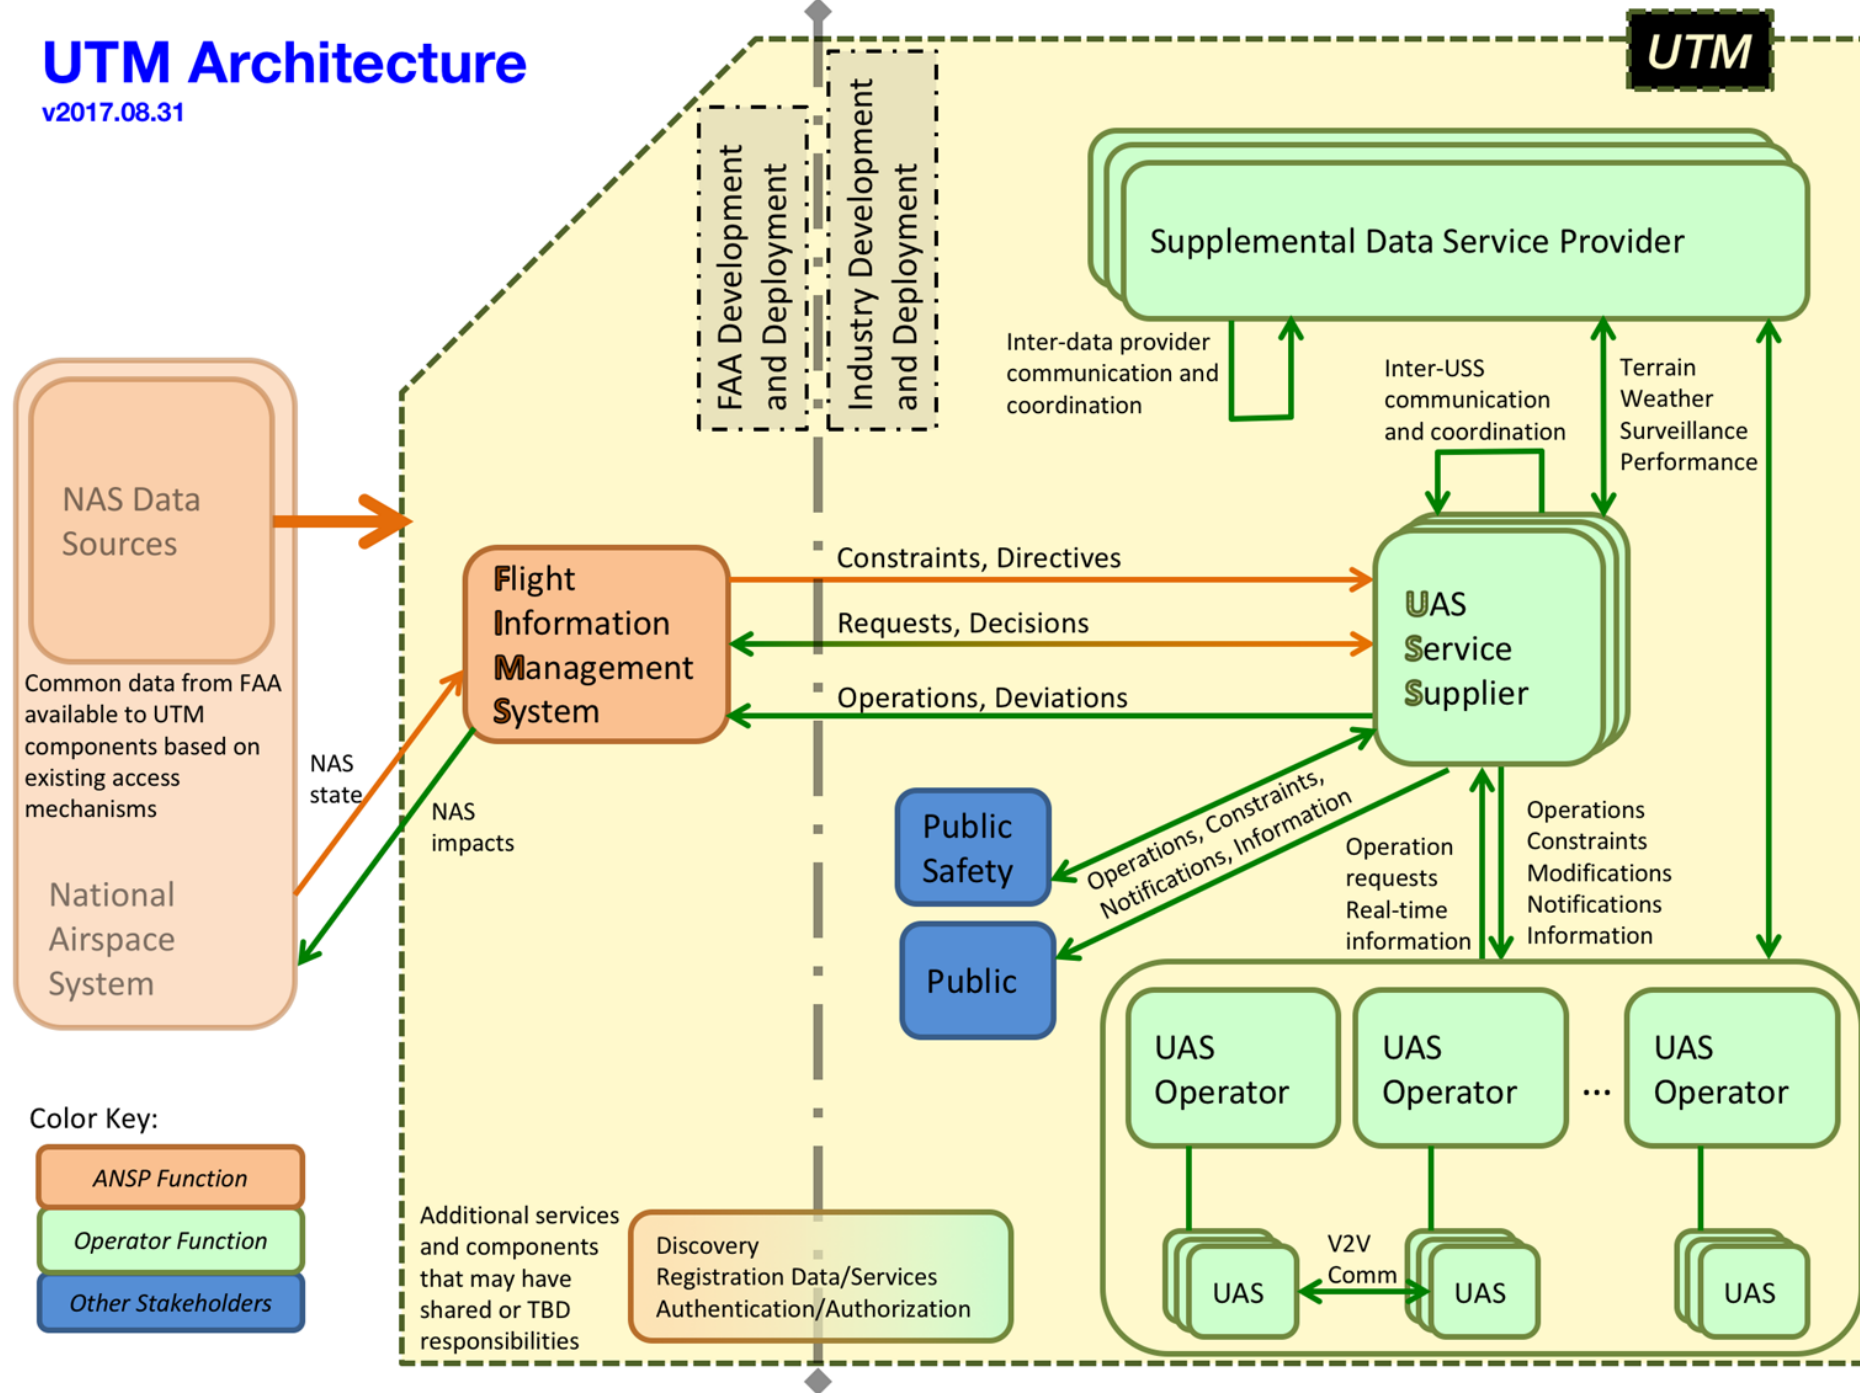 UTM Architecture
v2017.08.31
UTM
FAA Development
and Deployment
Industry Development
and Deployment
Supplemental Data Service Provider
Inter-data provider
communication and
coordination
Inter-USS
communication
and coordination
Terrain
Weather
Surveillance
Performance
NAS Data
Sources
Common data from FAA
available to UTM
components based on
existing access
mechanisms
National
Airspace
System
NAS
state
NAS
impacts
Flight
Information
Management
System
Constraints, Directives
Requests, Decisions
Operations, Deviations
UAS
Service
Supplier
Public
Safety
Public
Operations, Constraints,
Notifications, Information
Operation
requests
Real-time
information
Operations
Constraints
Modifications
Notifications
Information
UAS
Operator
UAS
Operator
...
UAS
Operator
UAS
V2V
Comm
UAS
UAS
Color Key:
ANSP Function
Operator Function
Other Stakeholders
Additional services
and components
that may have
shared or TBD
responsibilities
Discovery
Registration Data/Services
Authentication/Authorization